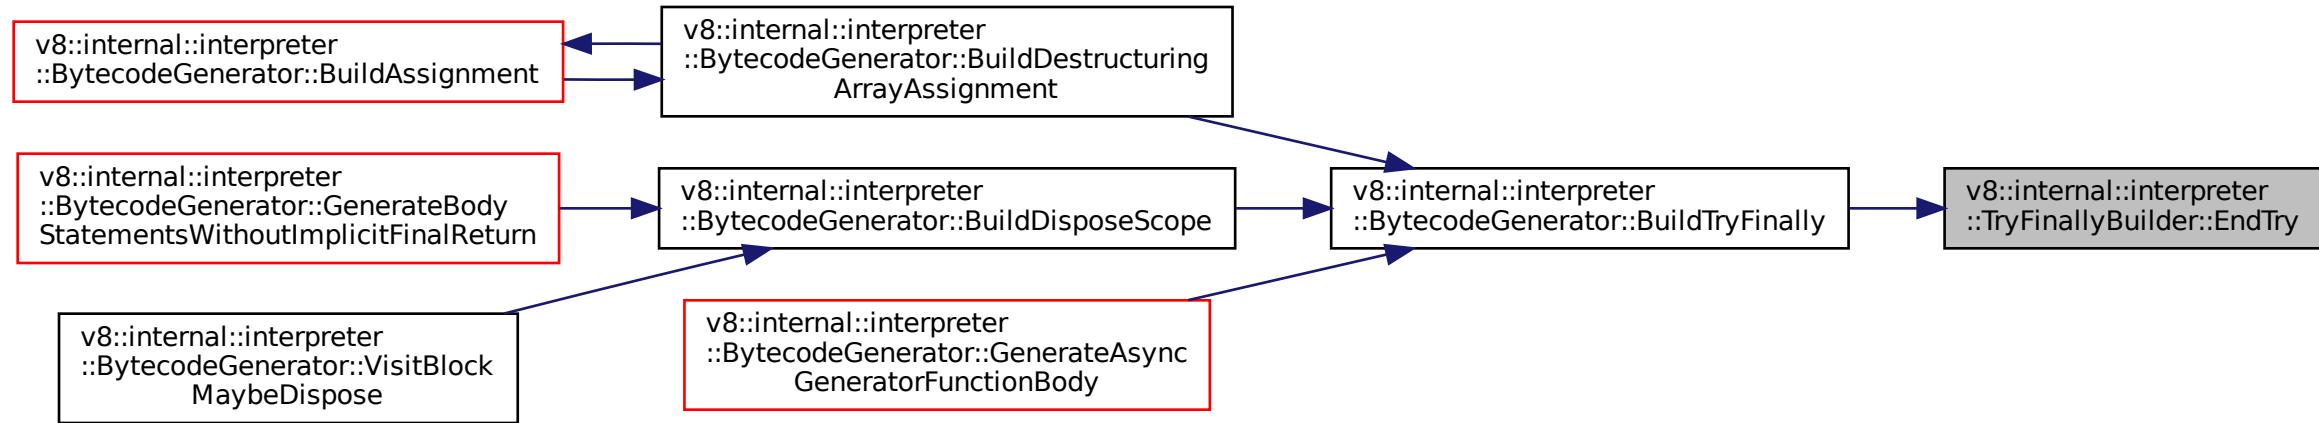 v8::internal::interpreter
::BytecodeGenerator::BuildAssignment
v8::internal::interpreter
::BytecodeGenerator::BuildDestructuring
ArrayAssignment
v8::internal::interpreter
::BytecodeGenerator::GenerateBody
StatementsWithoutImplicitFinalReturn
v8::internal::interpreter
::BytecodeGenerator::BuildDisposeScope
v8::internal::interpreter
::BytecodeGenerator::BuildTryFinally
v8::internal::interpreter
::TryFinallyBuilder::EndTry
v8::internal::interpreter
::BytecodeGenerator::VisitBlock
MaybeDispose
v8::internal::interpreter
::BytecodeGenerator::GenerateAsync
GeneratorFunctionBody